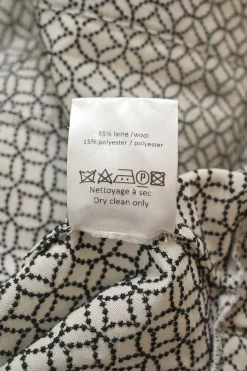 85% laine / wool
15% polyester / polyester
Nettoyage à sec
Dry clean only